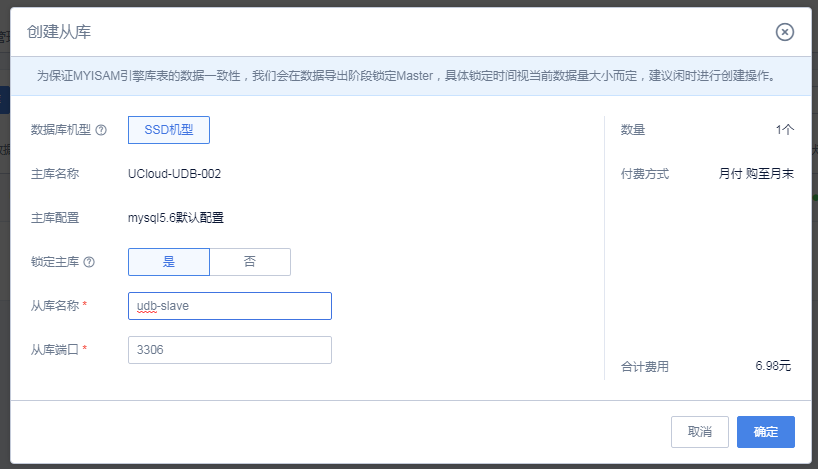 创建从库
为保证MYISAM引擎库表的数据一致性，我们会在数据导出阶段锁定Master，具体锁定时间视当前数据量大小而定，建议闲时进行创建操作。
数据库机型
SSD机型
主库名称
UCloud-UDB-002
主库配置
mysql5.6默认配置
锁定主库
是
否
从库名称 *
udb-slave
从库端口 *
3306
数量
1个
付费方式
月付 购至月末
合计费用
6.98元
取消
确定